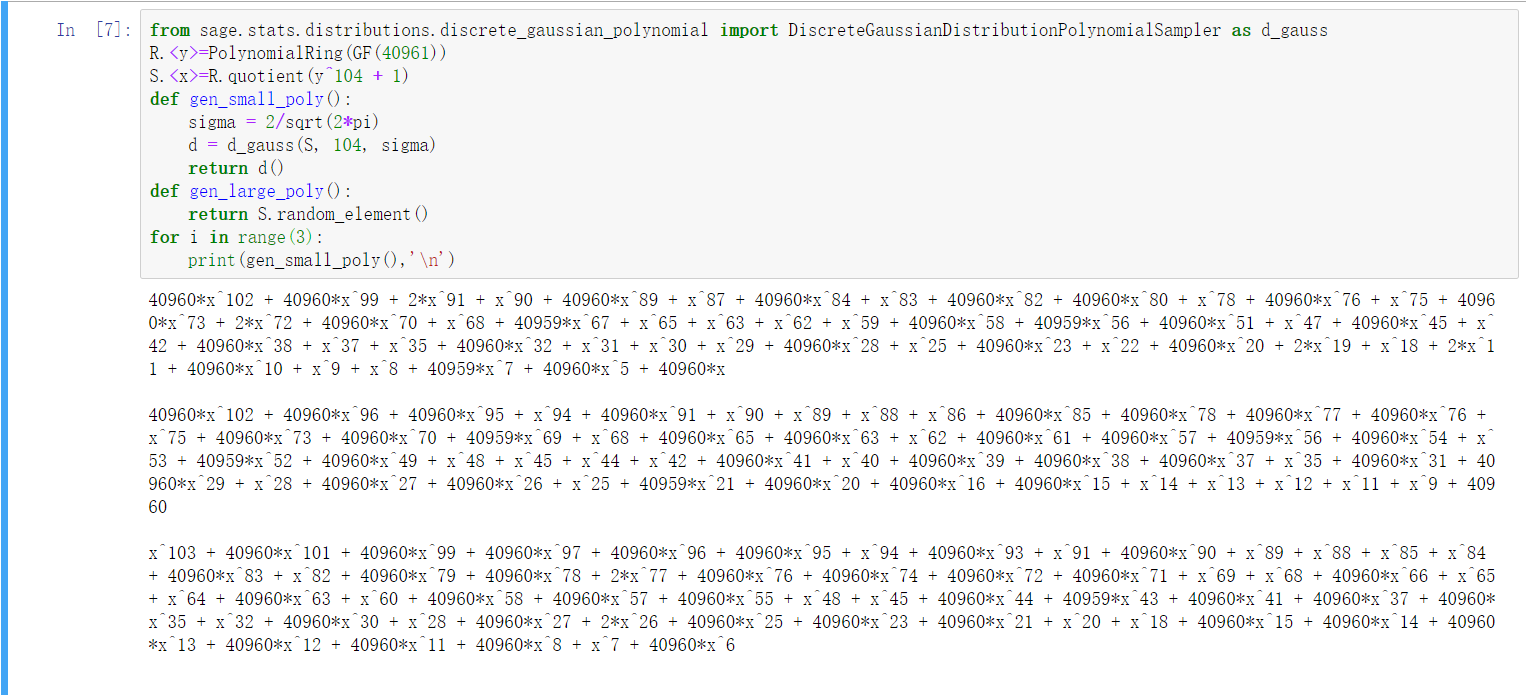 In [7]: from sage.stats.distributions.discrete_gaussian_polynomial import DiscreteGaussianDistributionPolynomialSampler as d_gauss
R.<y>=PolynomialRing(GF(40961))
S.<x>=R.quotient(y^104 + 1)
def gen_small_poly():
    sigma = 2/sqrt(2*pi)
    d = d_gauss(S, 104, sigma)
    return d()
def gen_large_poly():
    return S.random_element()
for i in range(3):
    print(gen_small_poly(),'\n')
40960*x^102 + 40960*x^99 + 2*x^91 + x^90 + 40960*x^89 + x^87 + 40960*x^84 + x^83 + 40960*x^82 + 40960*x^80 + x^78 + 40960*x^76 + x^75 + 4096
0*x^73 + 2*x^72 + 40960*x^70 + x^68 + 40959*x^67 + x^65 + x^63 + x^62 + x^59 + 40960*x^58 + 40959*x^56 + 40960*x^51 + x^47 + 40960*x^45 + x^
42 + 40960*x^38 + x^37 + x^35 + 40960*x^32 + x^31 + x^30 + x^29 + 40960*x^28 + x^25 + 40960*x^23 + x^22 + 40960*x^20 + 2*x^19 + x^18 + 2*x^1
1 + 40960*x^10 + x^9 + x^8 + 40959*x^7 + 40960*x^5 + 40960*x
40960*x^102 + 40960*x^96 + 40960*x^95 + x^94 + 40960*x^91 + x^90 + x^89 + x^88 + x^86 + 40960*x^85 + 40960*x^78 + 40960*x^77 + 40960*x^76 +
x^75 + 40960*x^73 + 40960*x^70 + 40959*x^69 + x^68 + 40960*x^65 + 40960*x^63 + x^62 + 40960*x^61 + 40960*x^57 + 40959*x^56 + 40960*x^54 + x^
53 + 40959*x^52 + 40960*x^49 + x^48 + x^45 + x^44 + x^42 + 40960*x^41 + x^40 + 40960*x^39 + 40960*x^38 + 40960*x^37 + x^35 + 40960*x^31 + 40
960*x^29 + x^28 + 40960*x^27 + 40960*x^26 + x^25 + 40959*x^21 + 40960*x^20 + 40960*x^16 + 40960*x^15 + x^14 + x^13 + x^12 + x^11 + x^9 + 409
60
x^103 + 40960*x^101 + 40960*x^99 + 40960*x^97 + 40960*x^96 + 40960*x^95 + x^94 + 40960*x^93 + x^91 + 40960*x^90 + x^89 + x^88 + x^85 + x^84
+ 40960*x^83 + x^82 + 40960*x^79 + 40960*x^78 + 2*x^77 + 40960*x^76 + 40960*x^74 + 40960*x^72 + 40960*x^71 + x^69 + x^68 + 40960*x^66 + x^65
+ x^64 + 40960*x^63 + x^60 + 40960*x^58 + 40960*x^57 + 40960*x^55 + x^48 + x^45 + 40960*x^44 + 40959*x^43 + 40960*x^41 + 40960*x^37 + 40960*
x^35 + x^32 + 40960*x^30 + x^28 + 40960*x^27 + 2*x^26 + 40960*x^25 + 40960*x^23 + 40960*x^21 + x^20 + x^18 + 40960*x^15 + 40960*x^14 + 40960
*x^13 + 40960*x^12 + 40960*x^11 + 40960*x^8 + x^7 + 40960*x^6